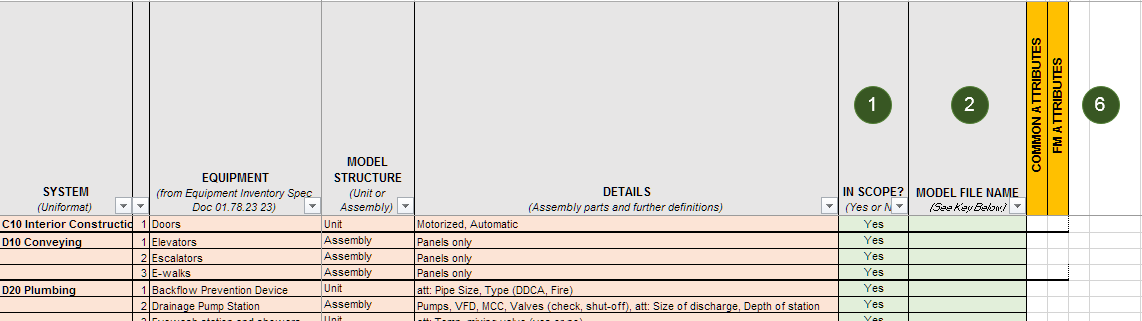 1
2
6
COMMON ATTRIBUTES
FM ATTRIBUTES
SYSTEM
(Uniformat)
EQUIPMENT
(from Equipment Inventory Spec
Doc 01.78.23 23)
MODEL
STRUCTURE
(Unit or
Assembly)
DETAILS
(Assembly parts and further definitions)
IN SCOPE?
(Yes or N
MODEL FILE NAME
(See Key Below)
C10 Interior Constructio 1 Doors Unit Motorized, Automatic Yes
D10 Conveying 1 Elevators Assembly Panels only Yes
2 Escalators Assembly Panels only Yes
3 E-walks Assembly Panels only Yes
D20 Plumbing 1 Backflow Prevention Device Unit att: Pipe Size, Type (DDCA, Fire) Yes
2 Drainage Pump Station Assembly Pumps, VFD, MCC, Valves (check, shut-off), att: Size of discharge, Depth of station Yes
Unit Yes